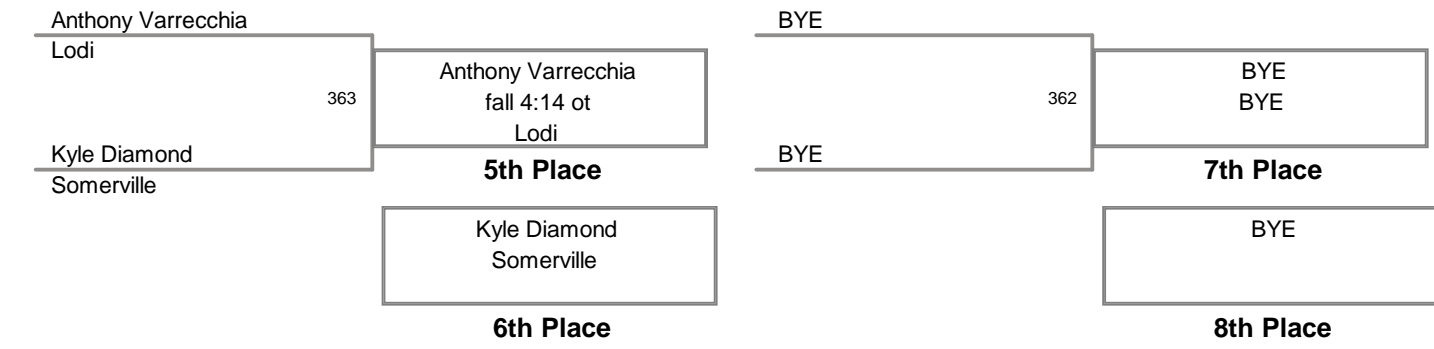 Anthony Varrecchia
Lodi
363
Kyle Diamond
Somerville
Anthony Varrecchia
fall 4:14 ot
Lodi
5th Place
Kyle Diamond
Somerville
6th Place
BYE
362
BYE
BYE
BYE
7th Place
BYE
8th Place